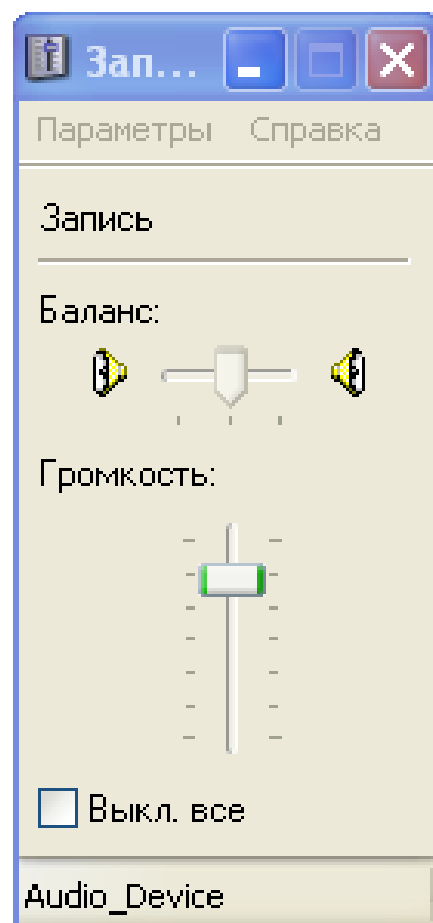 Зап...
Параметры Справка
Запись
Баланс:
Громкость:
Выкл. все
Audio_Device